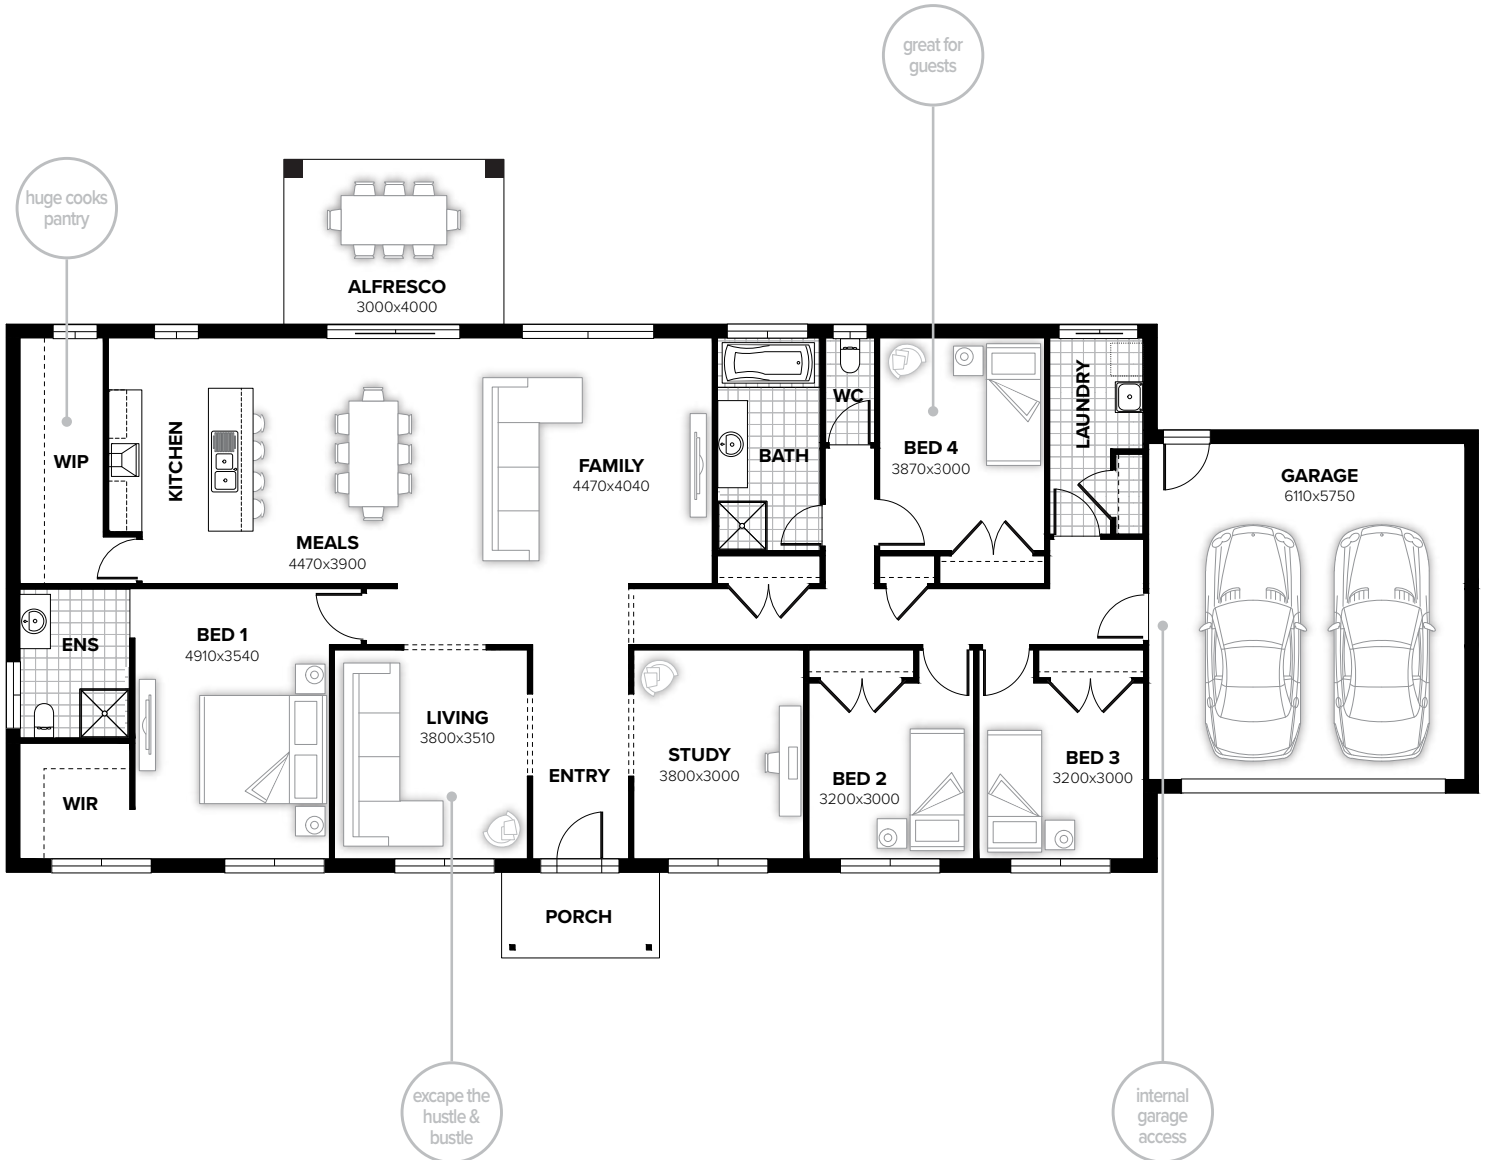 great for
guests
huge cooks
pantry
ALFRESCO
3000x4000
WIP
KITCHEN
MEALS
4470x3900
FAMILY
4470x4040
BATH
WC
BED 4
3870x3000
LAUNDRY
GARAGE
6110x5750
ENS
BED 1
4910x3540
WIR
LIVING
3800x3510
ENTRY
STUDY
3800x3000
BED 2
3200x3000
BED 3
3200x3000
PORCH
excape the
hustle &
bustle
internal
garage
access